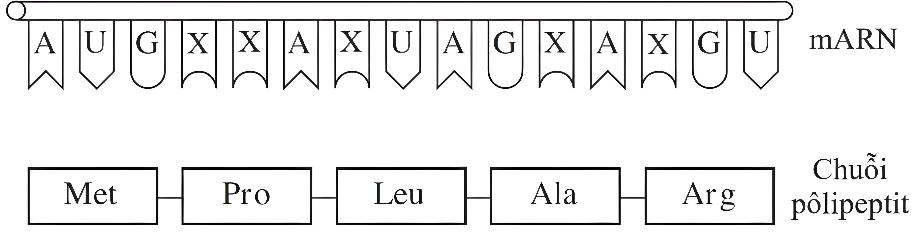 A U G X X A X U A G X A X G U mARN
Met Pro Leu Ala Arg Chuỗi
pôlipeptit